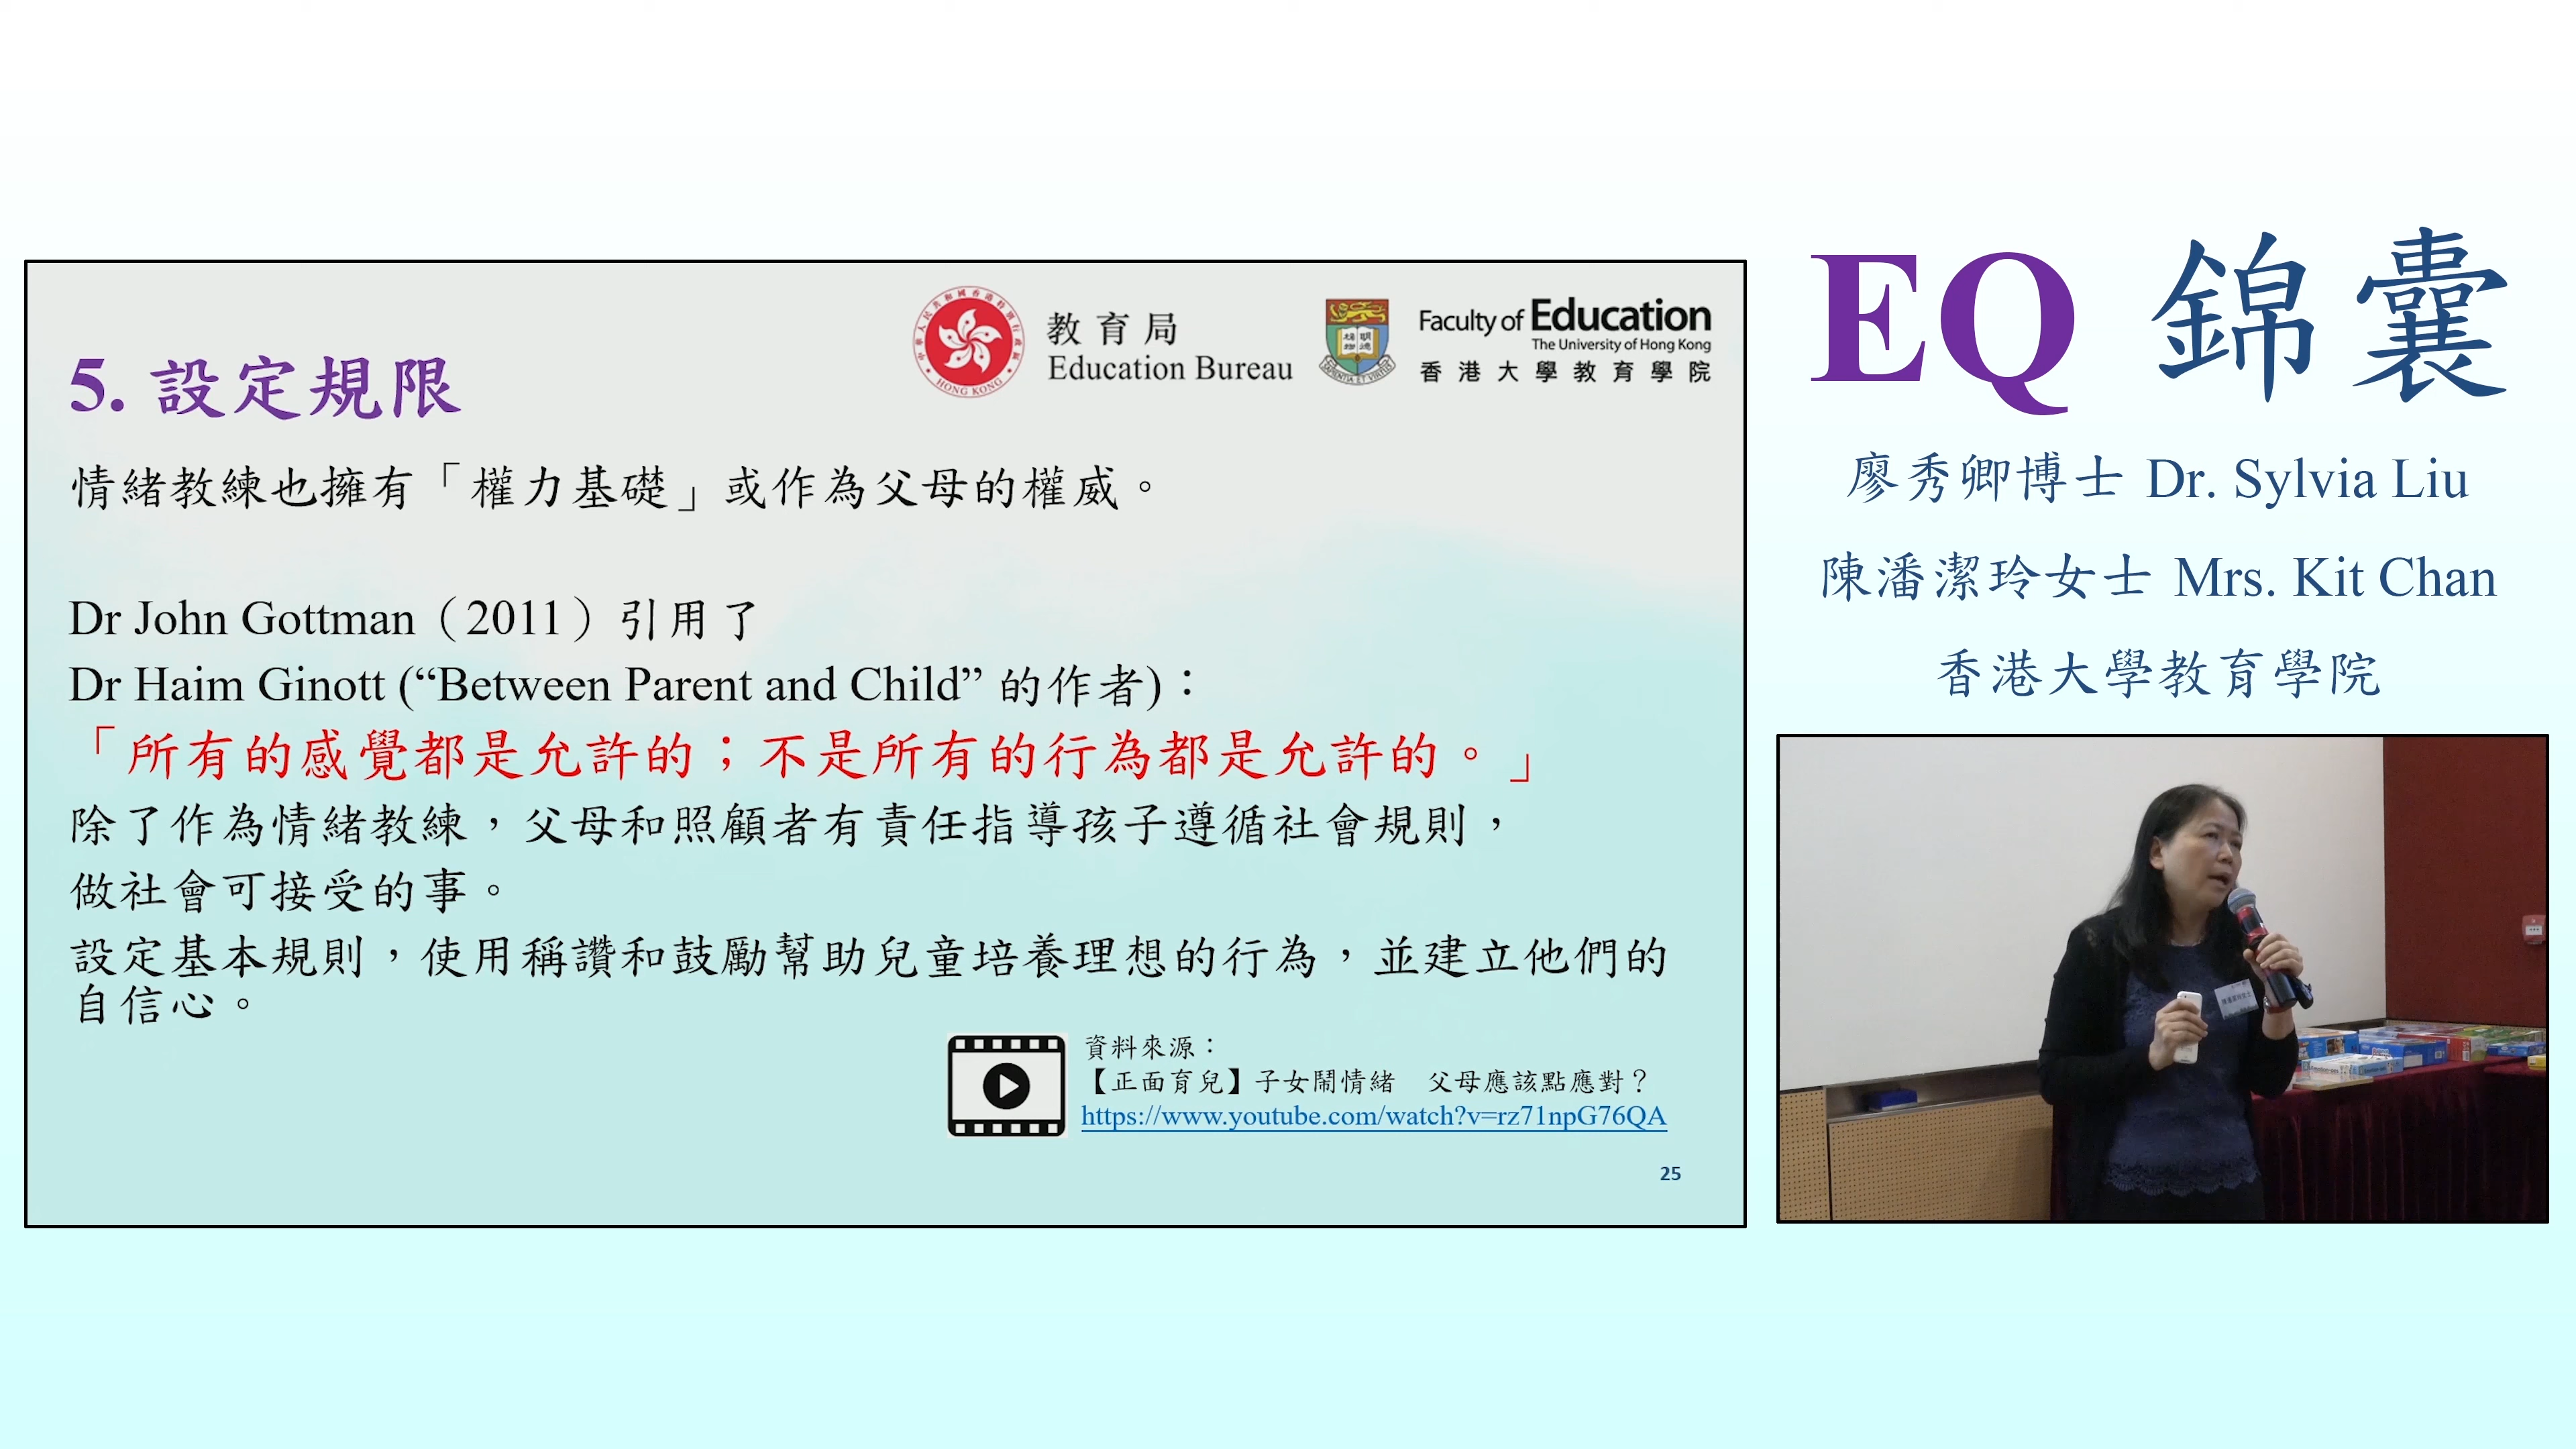 教育局
Education Bureau
Faculty of Education
The University of Hong Kong
香港大學教育學院
HONG KONG
5. 設定規限
情緒教練也擁有「權力基礎」或作為父母的權威。
Dr John Gottman（2011）引用了
Dr Haim Ginott (“Between Parent and Child” 的作者)：
「所有的感覺都是允許的；不是所有的行為都是允許的。」
除了作為情緒教練，父母和照顧者有責任指導孩子遵循社會規則，
做社會可接受的事。
設定基本規則，使用稱讚和鼓勵幫助兒童培養理想的行為，並建立他們的
自信心。
資料來源：
【正面育兒】子女鬧情緒　父母應該點應對？
https://www.youtube.com/watch?v=rz71npG76QA
25
EQ 錦囊
廖秀卿博士 Dr. Sylvia Liu
陳潘潔玲女士 Mrs. Kit Chan
香港大學教育學院